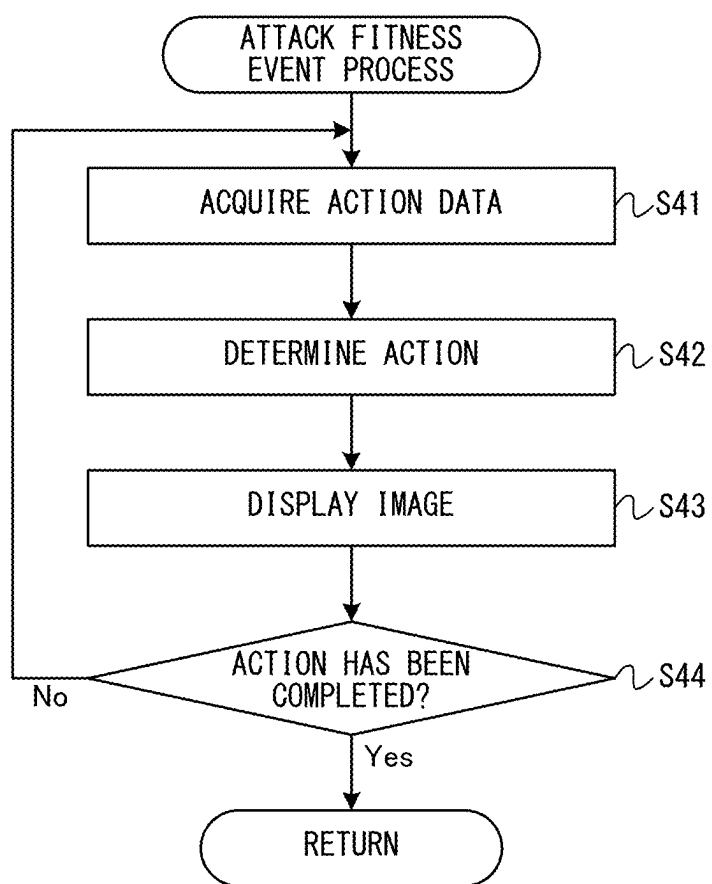 ATTACK FITNESS
EVENT PROCESS
ACQUIRE ACTION DATA
S41
DETERMINE ACTION
S42
DISPLAY IMAGE
S43
ACTION HAS BEEN
COMPLETED?
S44
No
Yes
RETURN